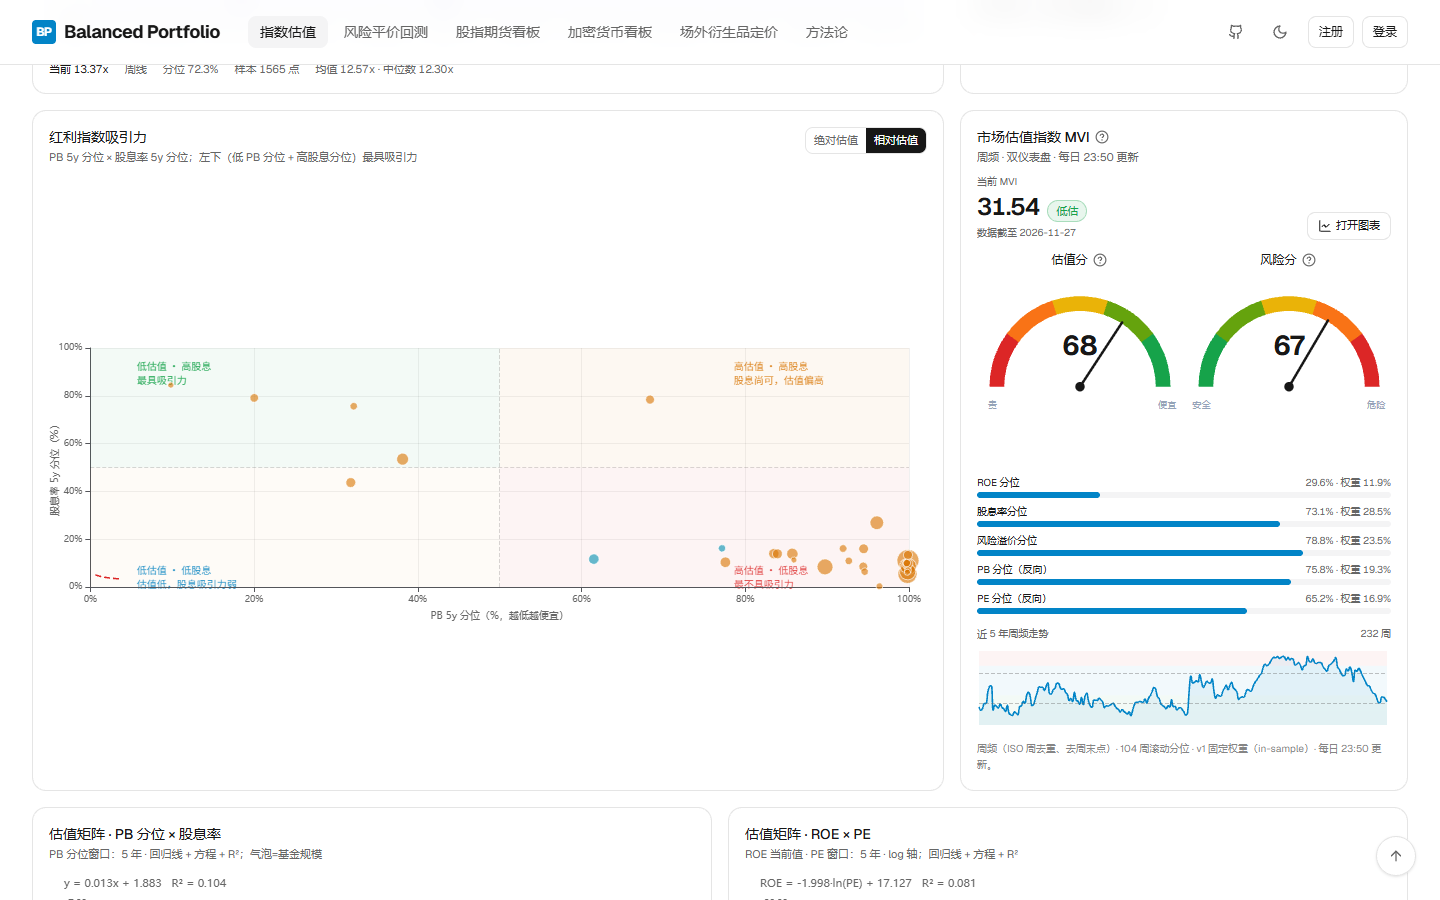 BP Balanced Portfolio 指数估值 风险平价回测 股指期货看板 加密货币看板 场外衍生品定价 方法论 注册 登录
当前 13.37x 周线 分位 72.3% 样本 1565 点 均值 12.57x · 中位数 12.30x
红利指数吸引力
绝对估值 相对估值
PB 5y 分位 × 股息率 5y 分位；左下（低 PB 分位 + 高股息分位）最具吸引力
100%
80%
60%
40%
20%
0%
股息率 5y 分位（%）
低估值 · 高股息
最具吸引力
高估值 · 高股息
股息尚可，估值偏高
低估值 · 低股息
估值低，股息吸引力弱
高估值 · 低股息
最不具吸引力
0% 20% 40% 60% 80% 100%
PB 5y 分位（%，越低越便宜）
市场估值指数 MVI
周频 · 双仪表盘 · 每日 23:50 更新
当前 MVI
31.54 低估
数据截至 2026-11-27
打开图表
估值分 风险分
68 67
贵 便宜 安全 危险
ROE 分位 29.6% · 权重 11.9%
股息率分位 73.1% · 权重 28.5%
风险溢价分位 78.8% · 权重 23.5%
PB 分位（反向） 75.8% · 权重 19.3%
PE 分位（反向） 65.2% · 权重 16.9%
近 5 年周频走势 232 周
周频（ISO 周去重、去周末点）· 104 周滚动分位 · v1 固定权重（in-sample）· 每日 23:50 更
新。
估值矩阵 · PB 分位 × 股息率
PB 分位窗口：5 年 · 回归线 + 方程 + R²；气泡=基金规模
y = 0.013x + 1.883 R² = 0.104
估值矩阵 · ROE × PE
ROE 当前值 · PE 窗口：5 年 · log 轴；回归线 + 方程 + R²
ROE = -1.998·ln(PE) + 17.127 R² = 0.081